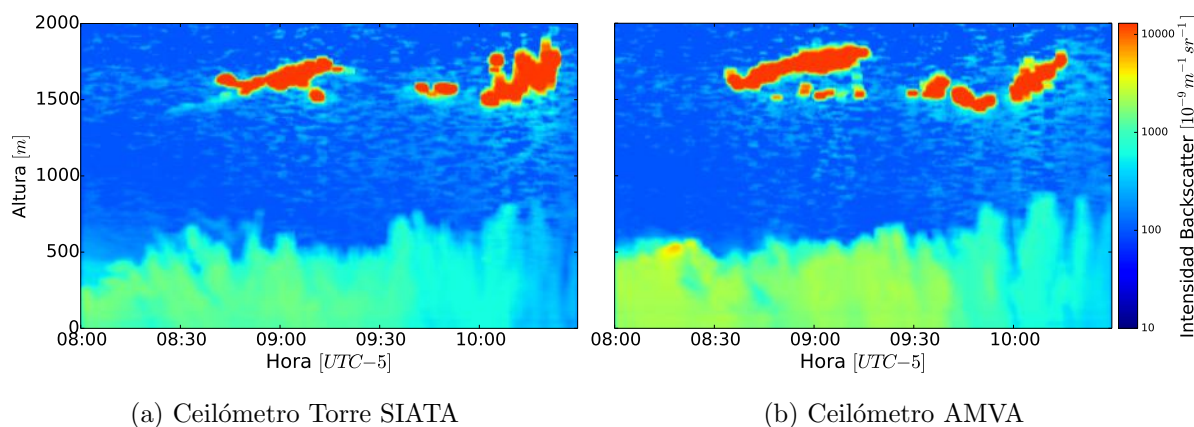 2000
1500
1000
500
0
Altura [m]
08:00 08:30 09:00 09:30 10:00
Hora [UTC−5]
(a) Ceilómetro Torre SIATA
08:00 08:30 09:00 09:30 10:00
Hora [UTC−5]
(b) Ceilómetro AMVA
10000
1000
100
10
Intensidad Backscatter [10⁻⁹ m⁻¹ sr⁻¹]